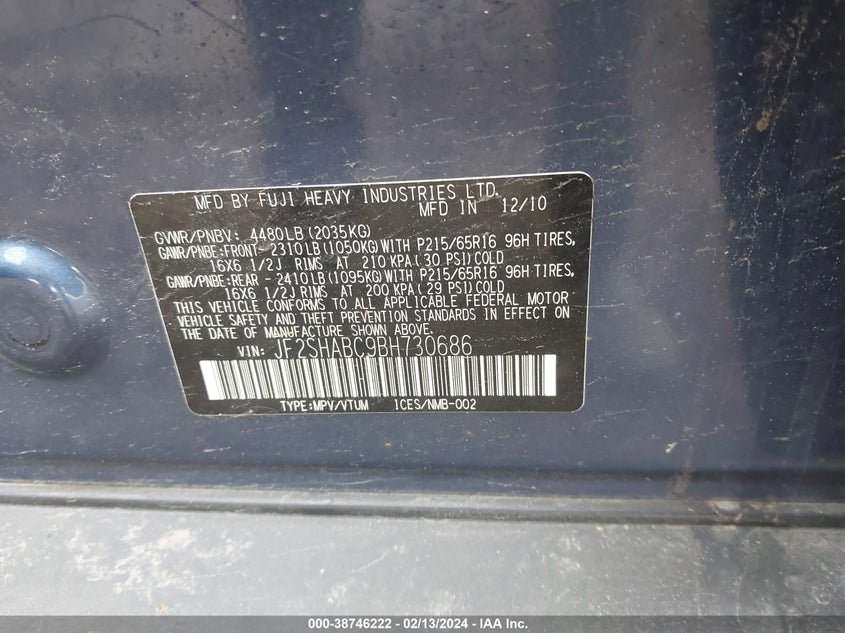 MFD BY FUJI HEAVY INDUSTRIES LTD.
MFD IN 12/10
GVWR/PNBV: 4480LB(2035KG)
GAWR/PNBE:FRONT- 2310LB(1050KG)WITH P215/65R16 96H TIRES,
16X6 1/2J RIMS AT 210 KPA(30 PSI)COLD
GAWR/PNBE:REAR - 2410LB(1095KG)WITH P215/65R16 96H TIRES,
16X6 1/2J RIMS AT 200 KPA(29 PSI)COLD
THIS VEHICLE CONFORMS TO ALL APPLICABLE FEDERAL MOTOR
VEHICLE SAFETY AND THEFT PREVENTION STANDARDS IN EFFECT ON
THE DATE OF MANUFACTURE SHOWN ABOVE.
VIN: JF2SHABC9BH730686
TYPE:MPV/VTUM 1CES/NMB-002
000-38746222 - 02/13/2024 - IAA Inc.